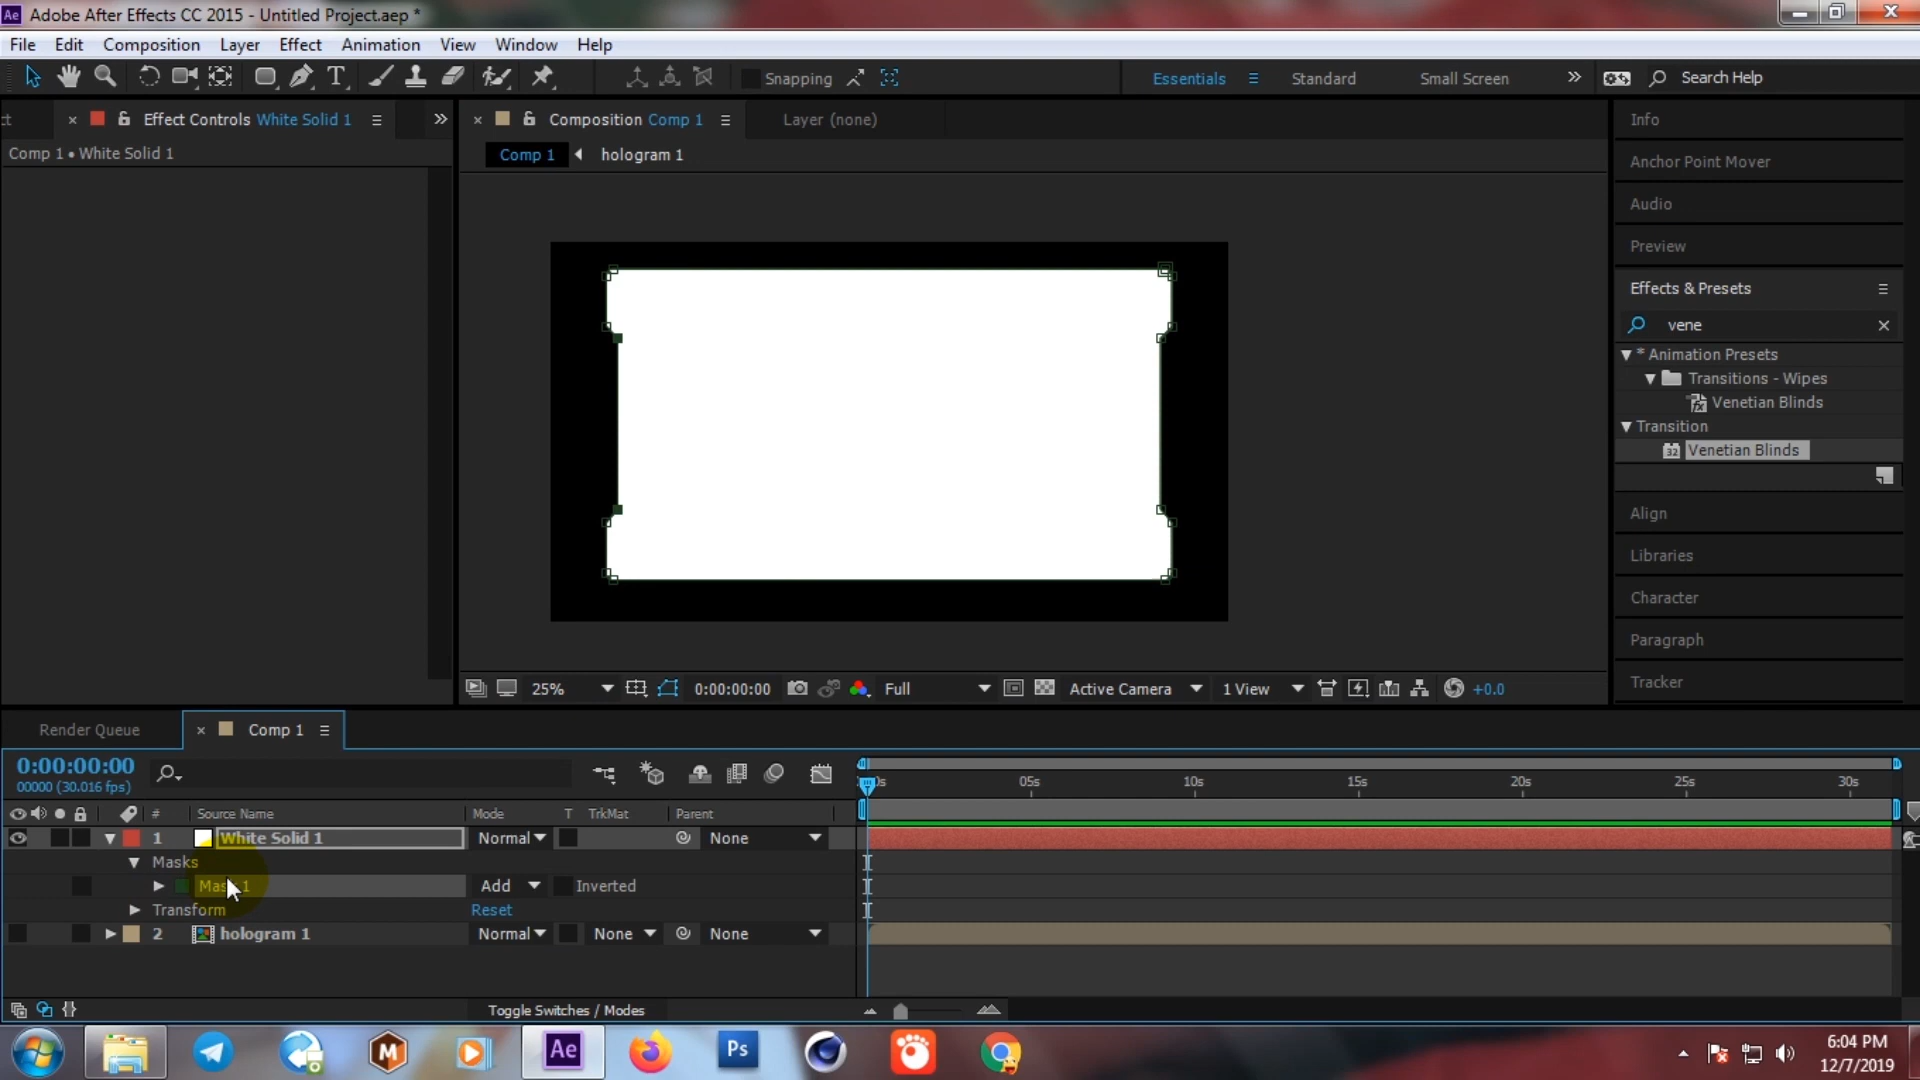 Ae Adobe After Effects CC 2015 - Untitled Project.aep *
File Edit Composition Layer Effect Animation View Window Help
T Snapping Essentials Standard Small Screen Search Help
ct Effect Controls White Solid 1
Comp 1 • White Solid 1
Composition Comp 1
Layer (none)
Comp 1 hologram 1
Info
Anchor Point Mover
Audio
Preview
Effects & Presets
vene
* Animation Presets
Transitions - Wipes
Venetian Blinds
Transition
32 Venetian Blinds
Align
Libraries
Character
Paragraph
Tracker
25% 0:00:00:00 Full Active Camera 1 View +0.0
Render Queue Comp 1
0:00:00:00
00000 (30.016 fps)
05s 10s 15s 20s 25s 30s
# Source Name Mode T TrkMat Parent
1 White Solid 1 Normal None
Masks
Add Inverted
Transform Reset
2 hologram 1 Normal None None
Toggle Switches / Modes
Ae Ps
6:04 PM
12/7/2019